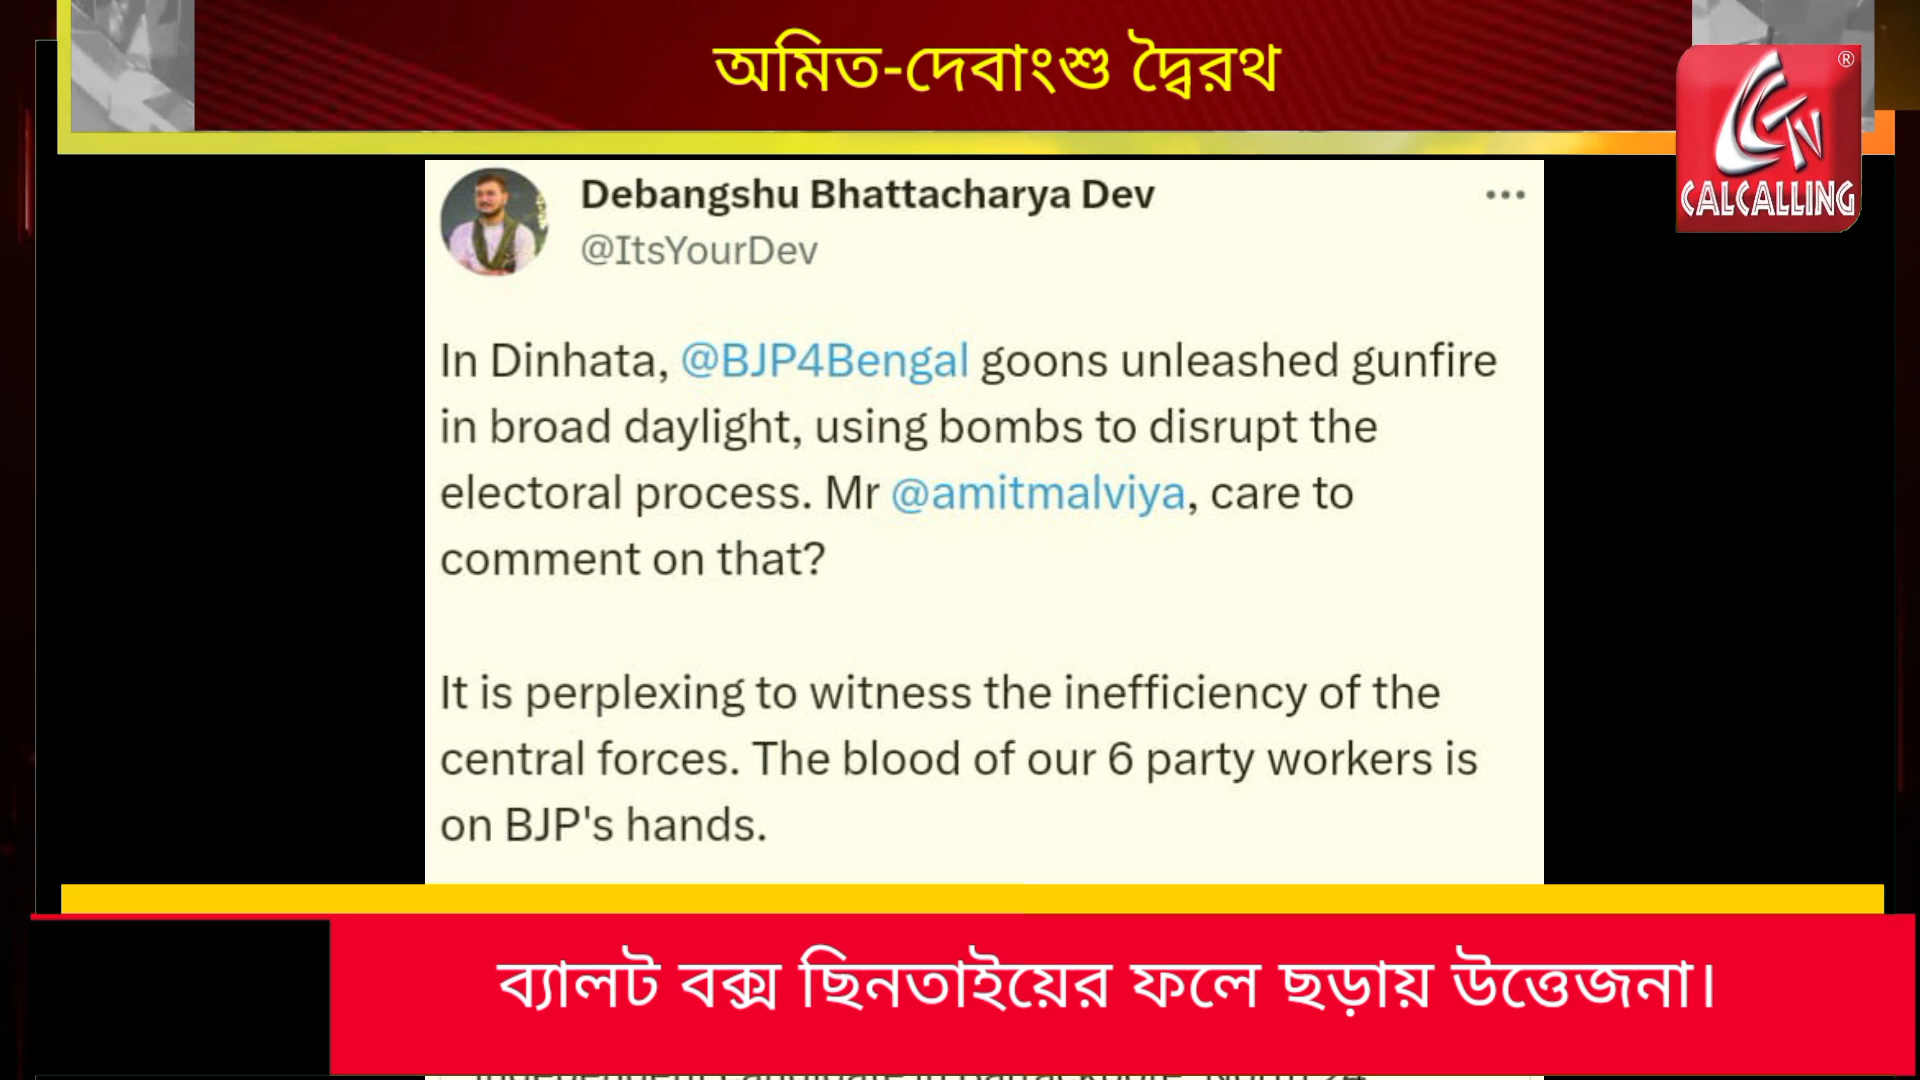 অমিত-দেবাংশু দ্বৈরথ
®
CTV
CALCALLING
Debangshu Bhattacharya Dev
@ItsYourDev
In Dinhata, @BJP4Bengal goons unleashed gunfire
in broad daylight, using bombs to disrupt the
electoral process. Mr @amitmalviya, care to
comment on that?
It is perplexing to witness the inefficiency of the
central forces. The blood of our 6 party workers is
on BJP's hands.
ব্যালট বক্স ছিনতাইয়ের ফলে ছড়ায় উত্তেজনা।